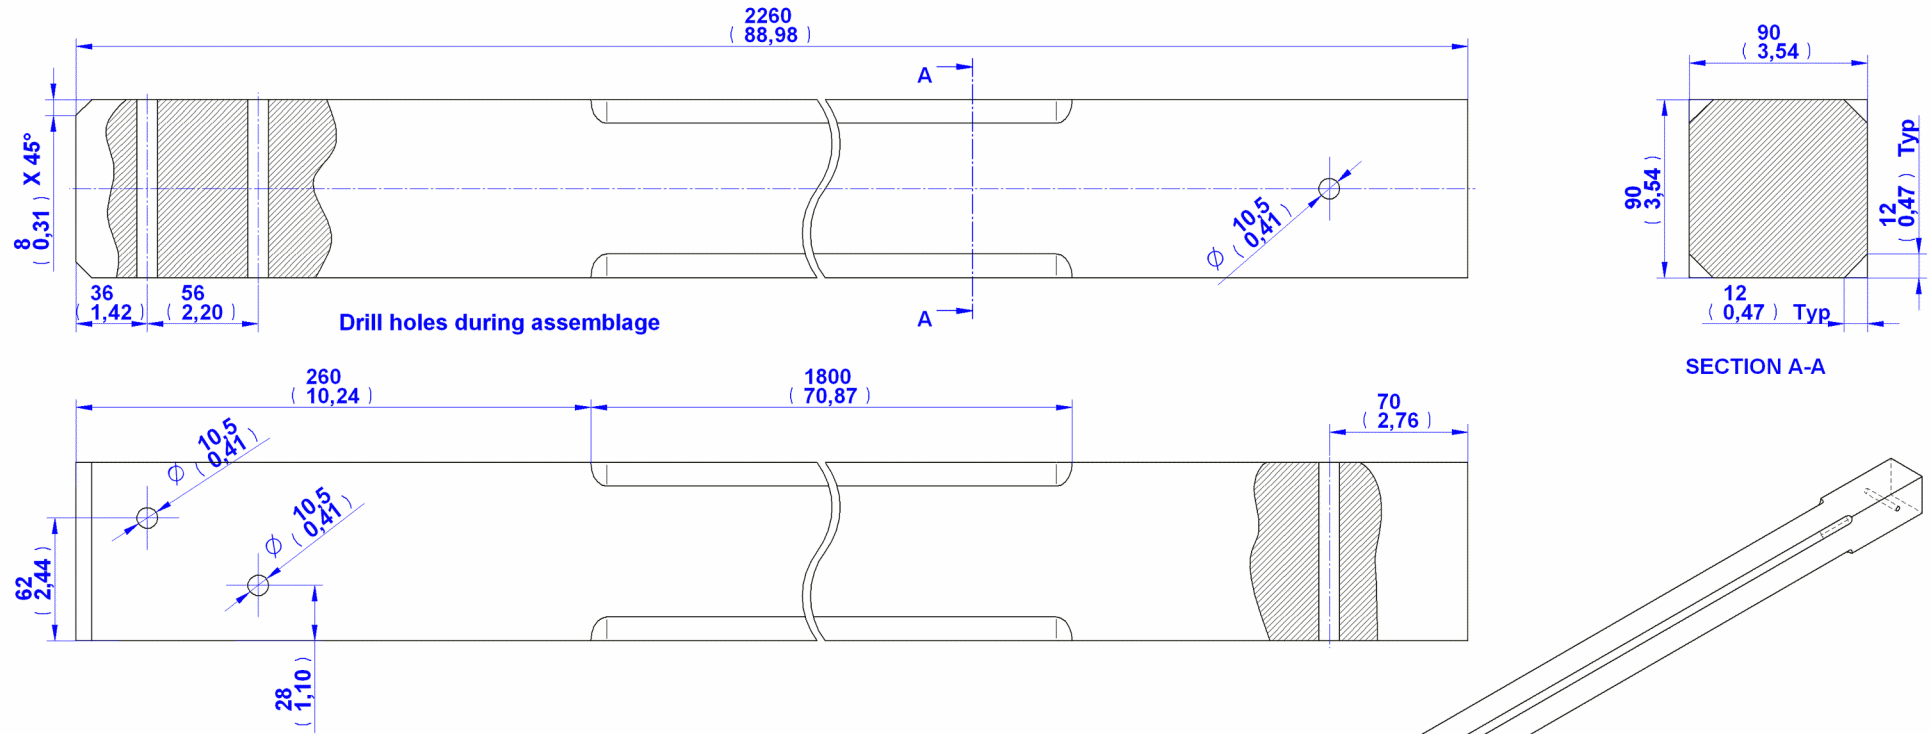 2260
( 88,98 )
A
8
( 0,31 ) X 45°
36
( 1,42 )
56
( 2,20 )
Drill holes during assemblage
A
Ø 10,5
( 0,41 )
90
( 3,54 )
90
( 3,54 )
12
( 0,47 ) Typ
12
( 0,47 ) Typ
SECTION A-A
260
( 10,24 )
1800
( 70,87 )
70
( 2,76 )
Ø 10,5
( 0,41 )
Ø 10,5
( 0,41 )
62
( 2,44 )
28
( 1,10 )